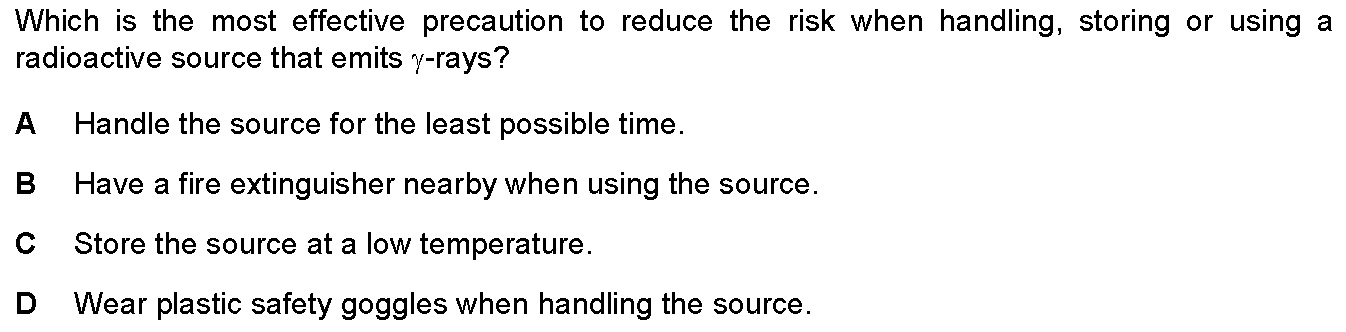 Which is the most effective precaution to reduce the risk when handling, storing or using a
radioactive source that emits γ-rays?
A Handle the source for the least possible time.
B Have a fire extinguisher nearby when using the source.
C Store the source at a low temperature.
D Wear plastic safety goggles when handling the source.